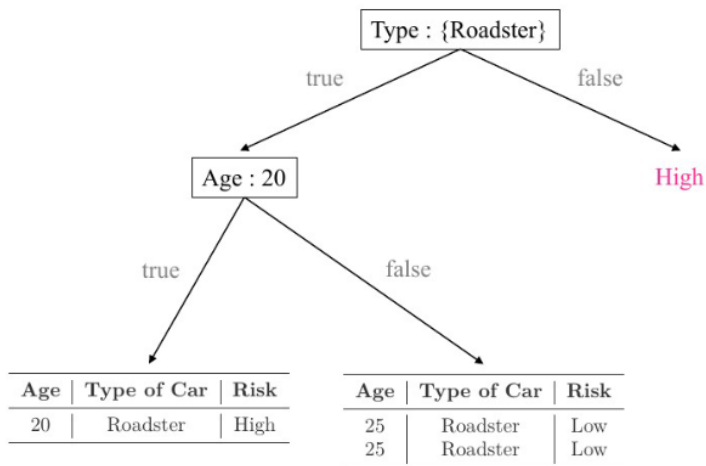 Type : {Roadster}
true
false
Age : 20
High
true
false
Age Type of Car Risk
20 Roadster High
Age Type of Car Risk
25 Roadster Low
25 Roadster Low